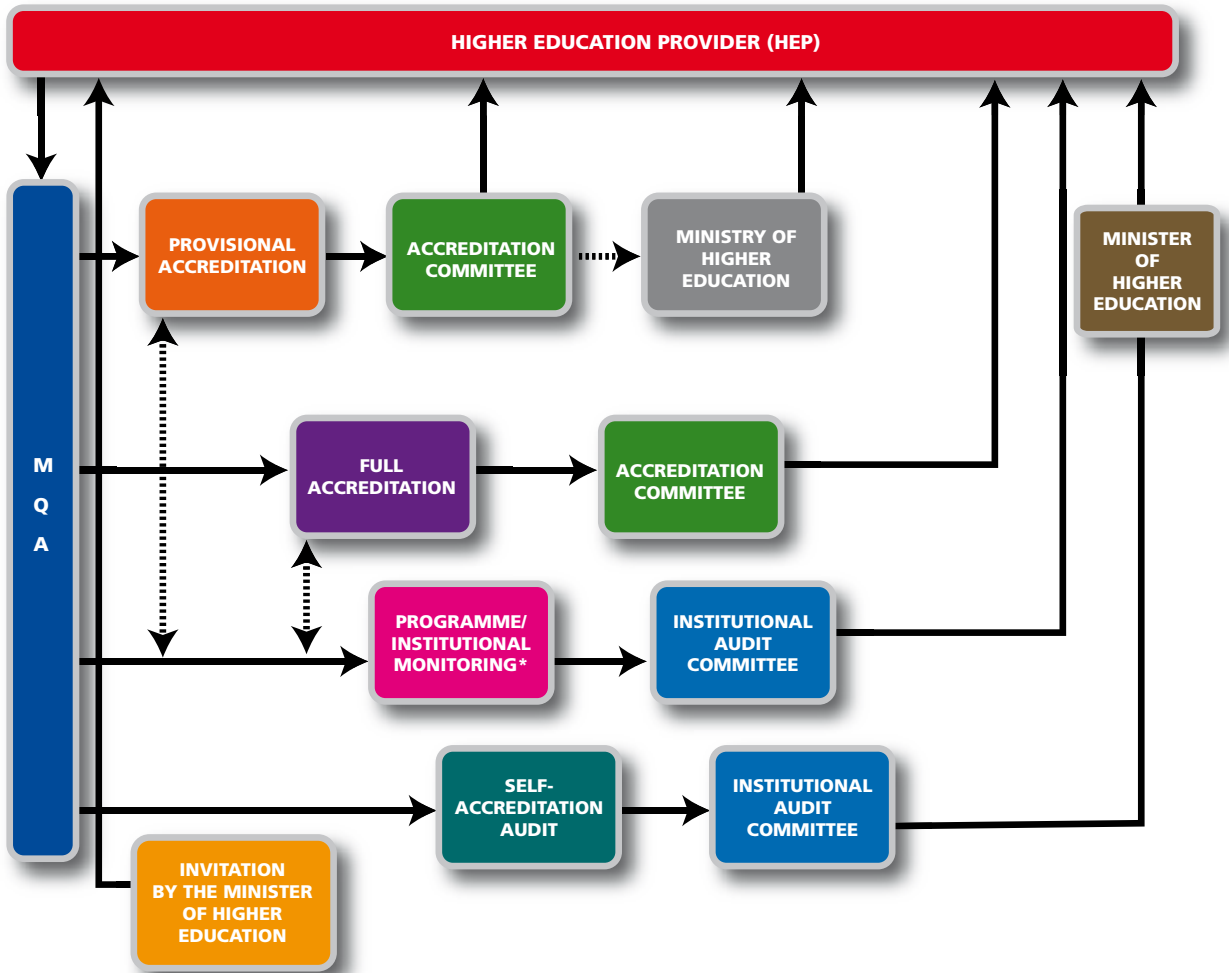 HIGHER EDUCATION PROVIDER (HEP)
PROVISIONAL
ACCREDITATION
ACCREDITATION
COMMITTEE
MINISTRY OF
HIGHER
EDUCATION
MINISTER
OF
HIGHER
EDUCATION
M
Q
A
FULL
ACCREDITATION
ACCREDITATION
COMMITTEE
PROGRAMME/
INSTITUTIONAL
MONITORING*
INSTITUTIONAL
AUDIT
COMMITTEE
SELF-
ACCREDITATION
AUDIT
INSTITUTIONAL
AUDIT
COMMITTEE
INVITATION
BY THE MINISTER
OF HIGHER
EDUCATION